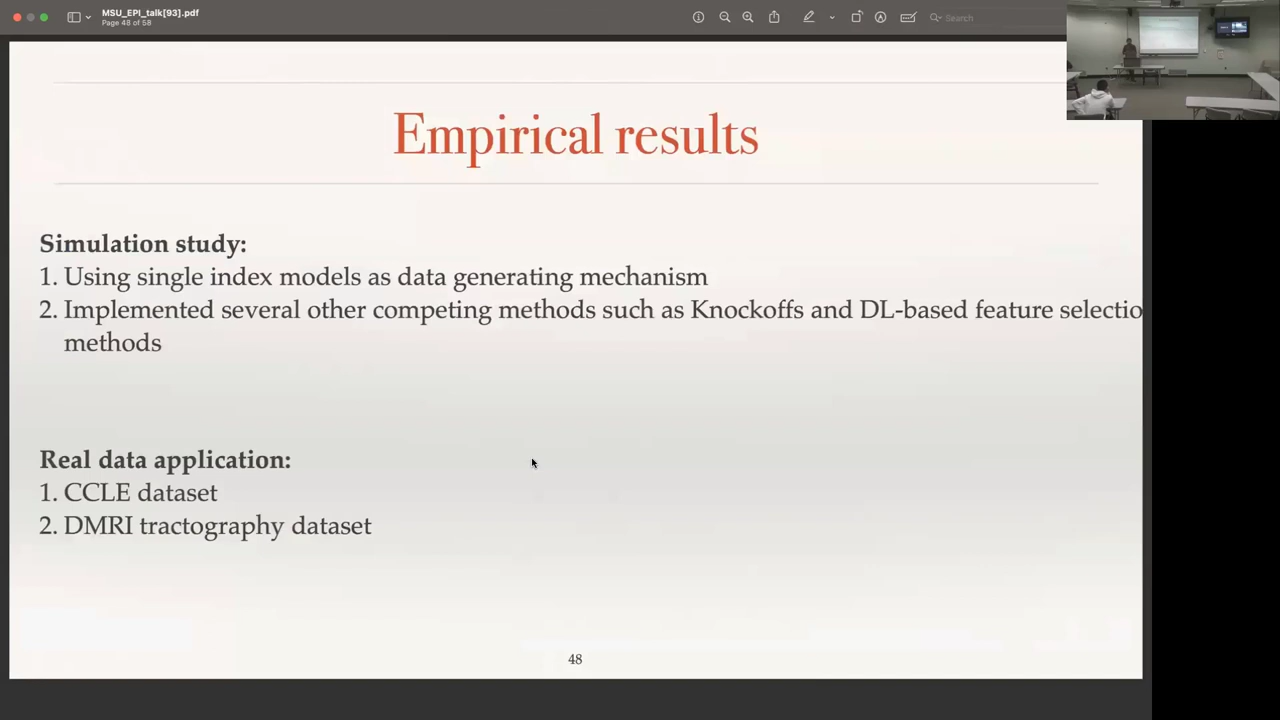 MSU_EPI_talk[93].pdf
Page 48 of 58
Search
Empirical results
Simulation study:
1. Using single index models as data generating mechanism
2. Implemented several other competing methods such as Knockoffs and DL-based feature selectio
methods
Real data application:
1. CCLE dataset
2. DMRI tractography dataset
48